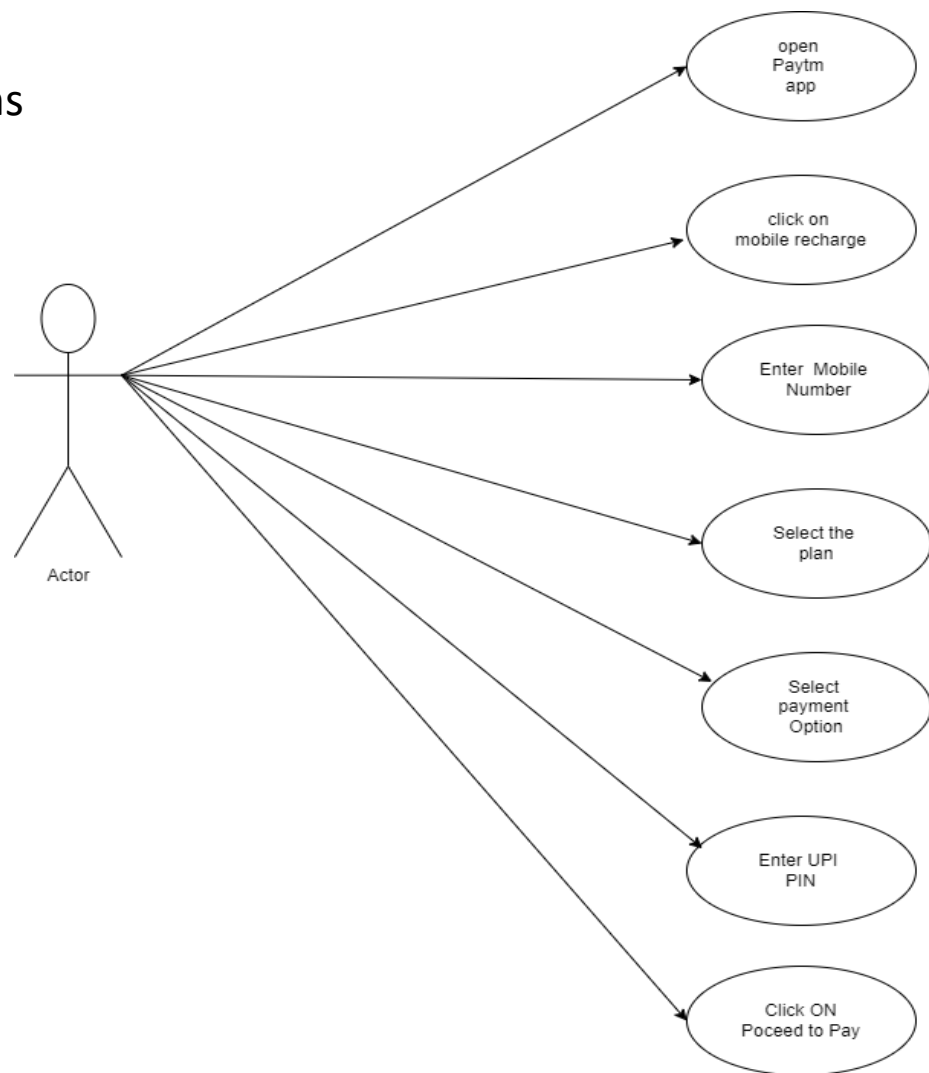 ns
open
Paytm
app
click on
mobile recharge
Enter Mobile
Number
Select the
plan
Actor
Select
payment
Option
Enter UPI
PIN
Click ON
Poceed to Pay